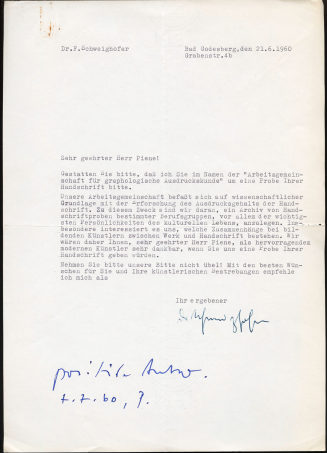 Dr.F.Schweighofer
Bad Godesberg,den 21.6.1960
Grabenstr.4b
Sehr geehrter Herr Piene!
Gestatten Sie bitte, daß ich Sie im Namen der "Arbeitsgemein-
schaft für graphologische Ausdruckskunde" um eine Probe Ihrer
Handschrift bitte.
Unsere Arbeitsgemeinschaft befaßt sich auf wissenschaftlicher
Grundlage mit der Erforschung des Ausdrucksgehalts der Hand-
schrift. Zu diesem Zweck sind wir daran, ein Archiv von Hand-
schriftproben bestimmter Berufsgruppen, vor allem der wichtig-
sten Persönlichkeiten des kulturellen Lebens, anzulegen. Ins-
besondere interessiert es uns, welche Zusammenhänge bei bil-
denden Künstlern zwischen Werk und Handschrift bestehen. Wir
wären daher Ihnen, sehr geehrter Herr Piene, als hervorragenden
modernen Künstler sehr dankbar, wenn Sie uns eine Probe Ihrer
Handschrift geben würden.
Nehmen Sie bitte unsere Bitte nicht übel! Mit den besten Wün-
schen für Sie und Ihre künstlerischen Bestrebungen empfehle
ich mich als
Ihr ergebener
positive Antw.
7.7.60, P.